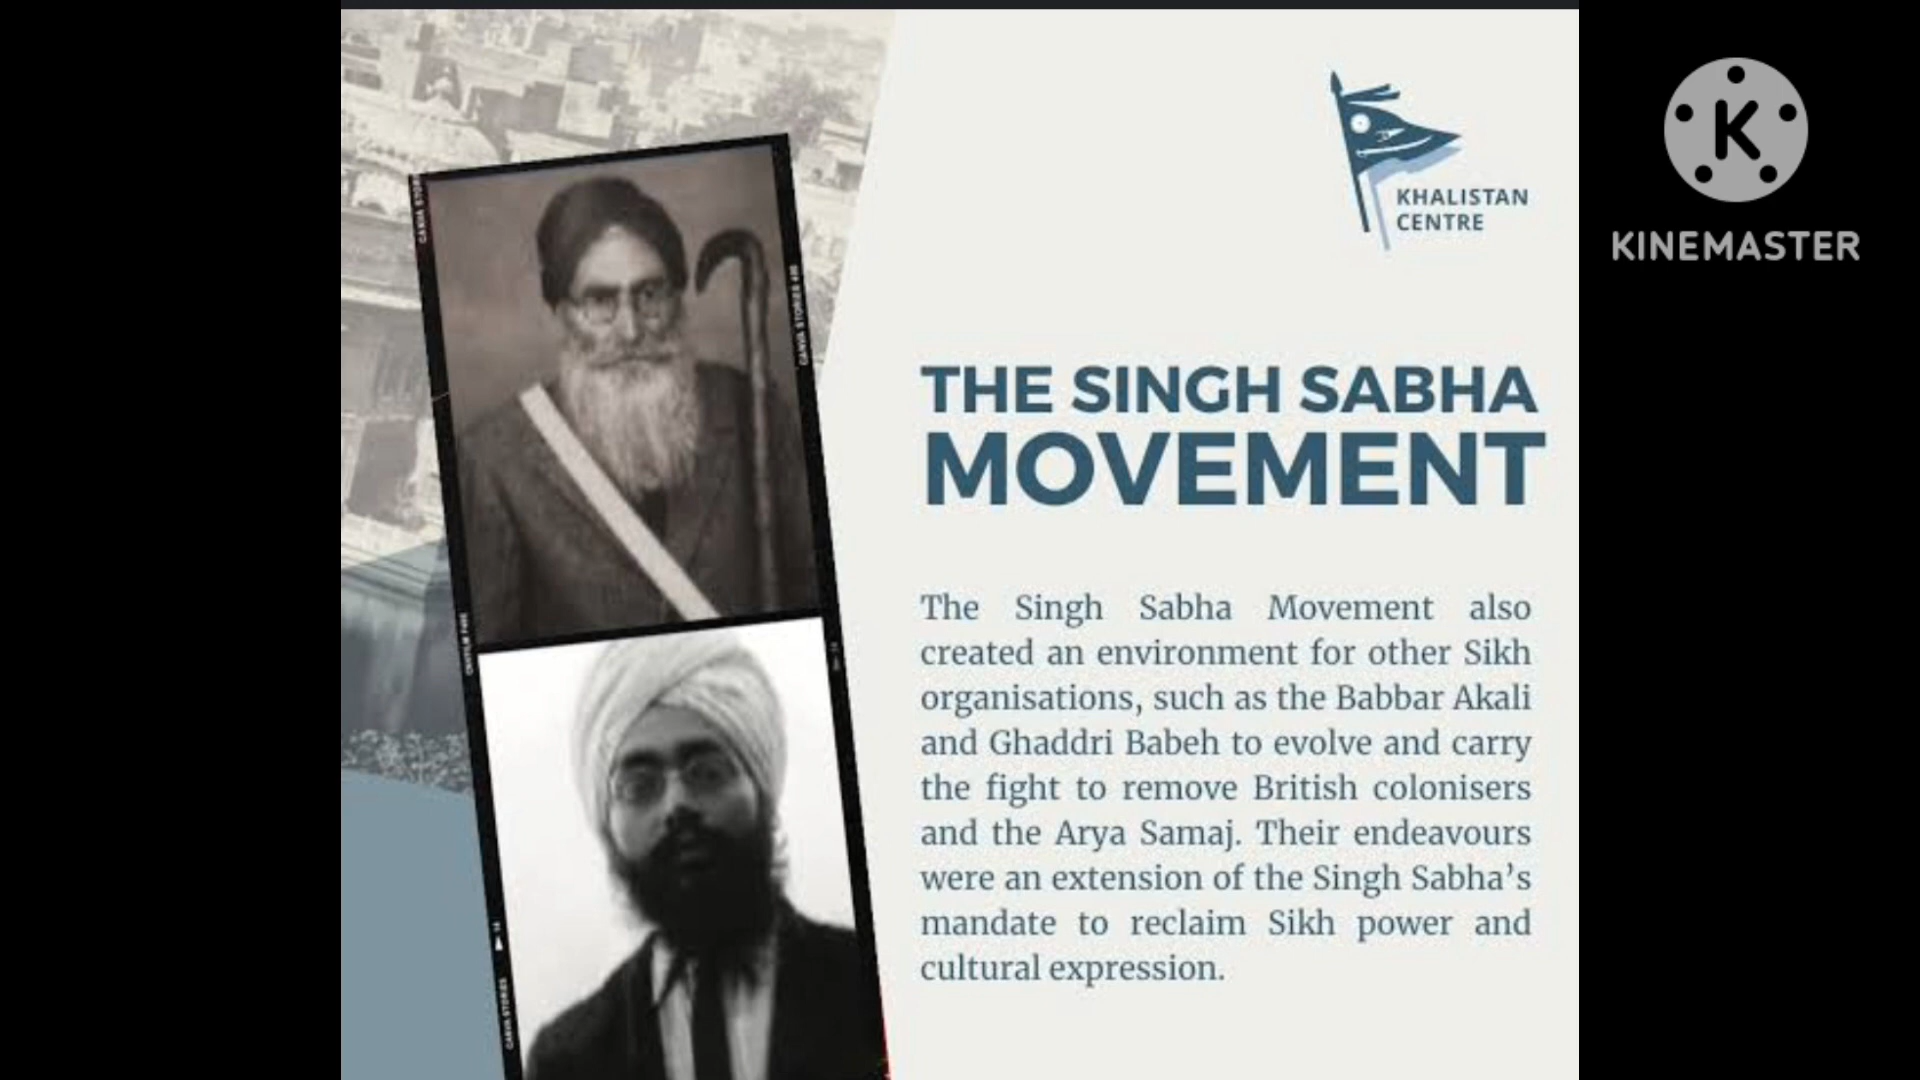 KHALISTAN
CENTRE
KINEMASTER
THE SINGH SABHA
MOVEMENT
The Singh Sabha Movement also
created an environment for other Sikh
organisations, such as the Babbar Akali
and Ghaddri Babeh to evolve and carry
the fight to remove British colonisers
and the Arya Samaj. Their endeavours
were an extension of the Singh Sabha’s
mandate to reclaim Sikh power and
cultural expression.
CANVA STORIES